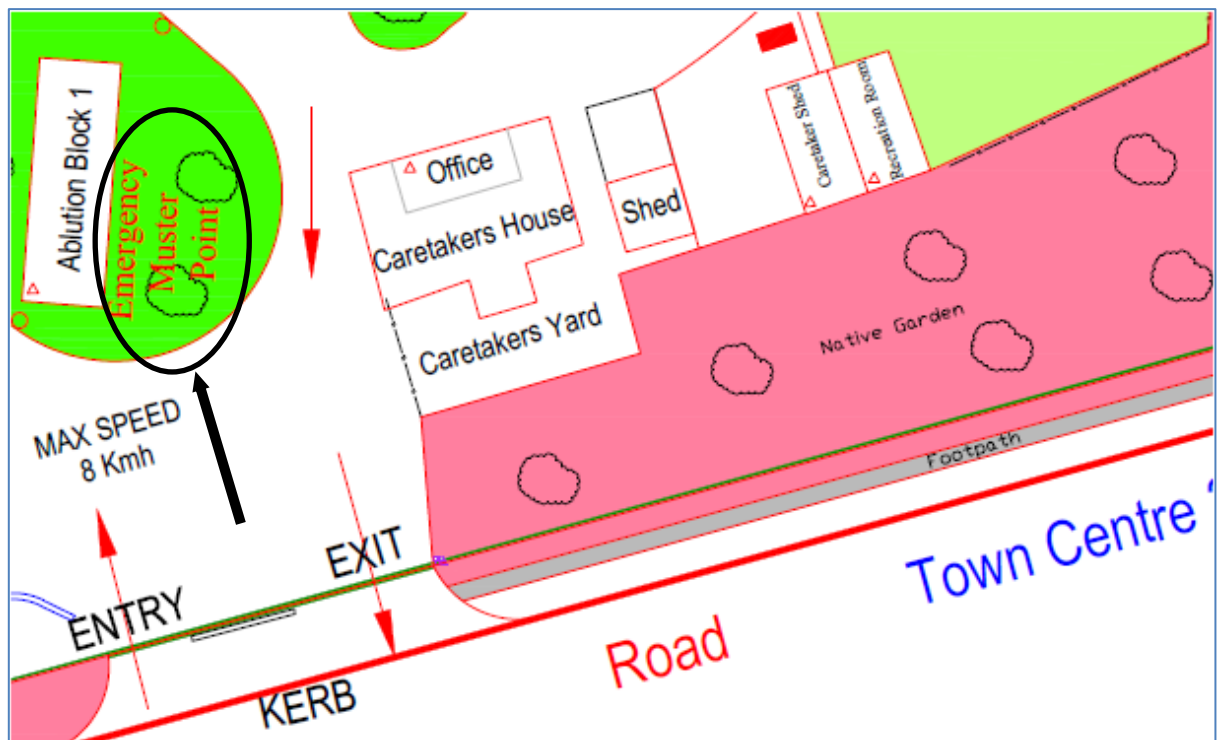 Ablution Block 1
Emergency
Muster
Point
Office
Caretakers House
Shed
Caretaker Shed
Recreation Room
Caretakers Yard
Native Garden
MAX SPEED
8 Kmh
Footpath
EXIT
ENTRY
Town Centre
Road
KERB